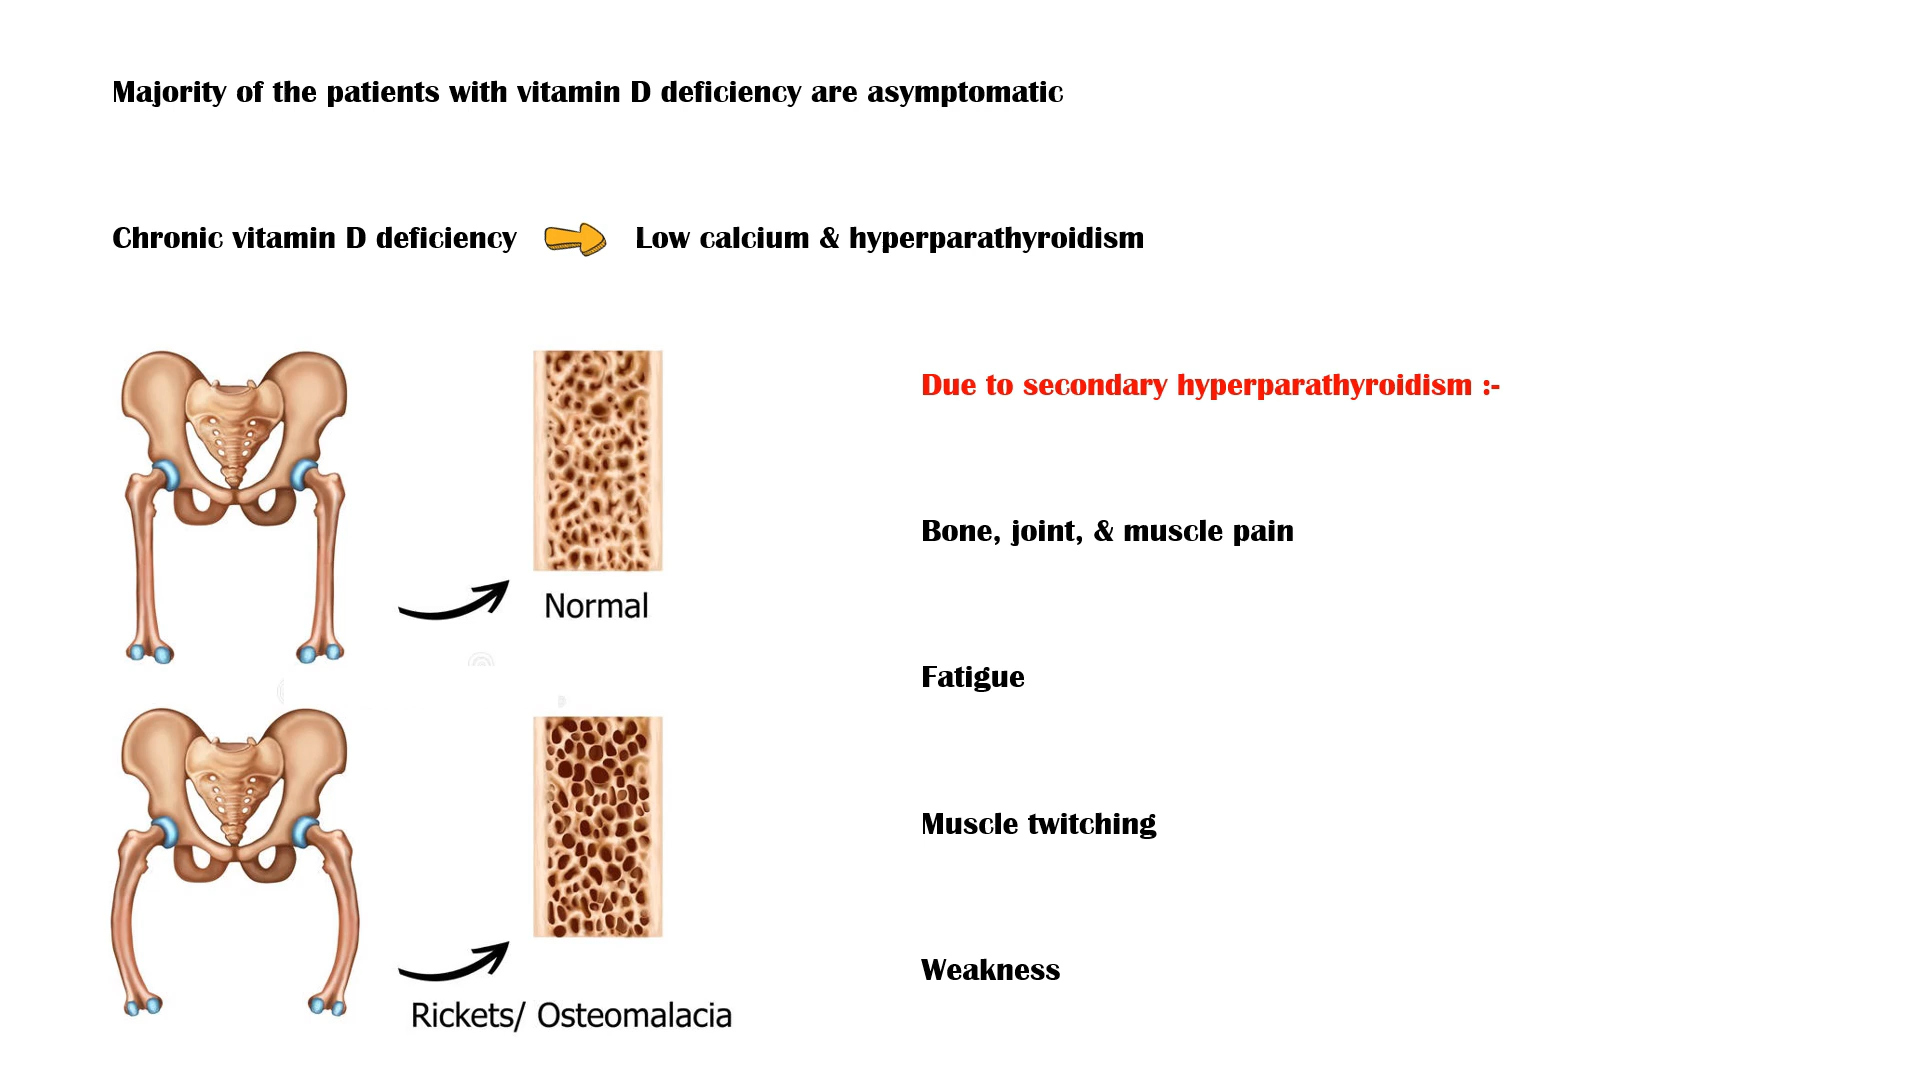 Majority of the patients with vitamin D deficiency are asymptomatic
Chronic vitamin D deficiency Low calcium & hyperparathyroidism
Due to secondary hyperparathyroidism :-
Bone, joint, & muscle pain
Normal
Fatigue
Muscle twitching
Weakness
Rickets/ Osteomalacia